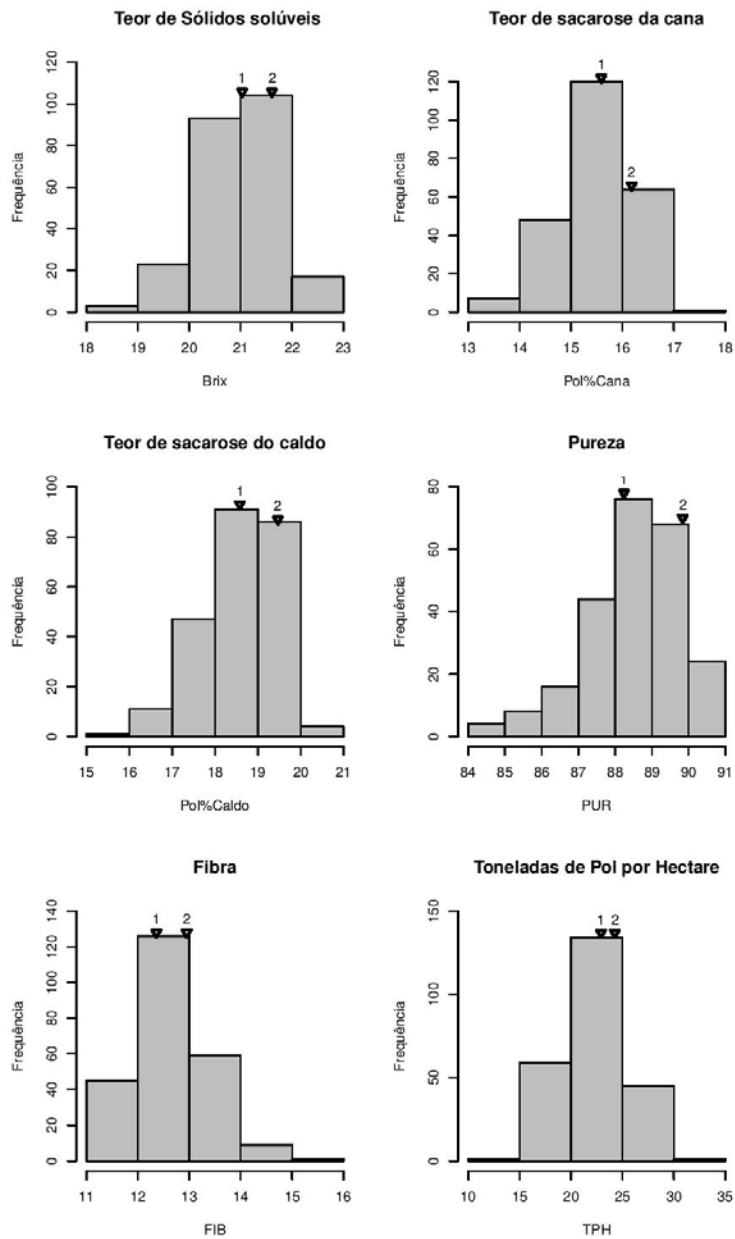 Teor de Sólidos solúveis
Frequência
0 20 40 60 80 100 120
1 2
18 19 20 21 22 23
Brix
Teor de sacarose da cana
Frequência
0 20 40 60 80 100 120
1
2
13 14 15 16 17 18
Pol%Cana
Teor de sacarose do caldo
Frequência
0 20 40 60 80 100
1
2
15 16 17 18 19 20 21
Pol%Caldo
Pureza
Frequência
0 20 40 60 80
1
2
84 85 86 87 88 89 90 91
PUR
Fibra
Frequência
0 20 40 60 80 100 120 140
1 2
11 12 13 14 15 16
FIB
Toneladas de Pol por Hectare
Frequência
0 50 100 150
1 2
10 15 20 25 30 35
TPH